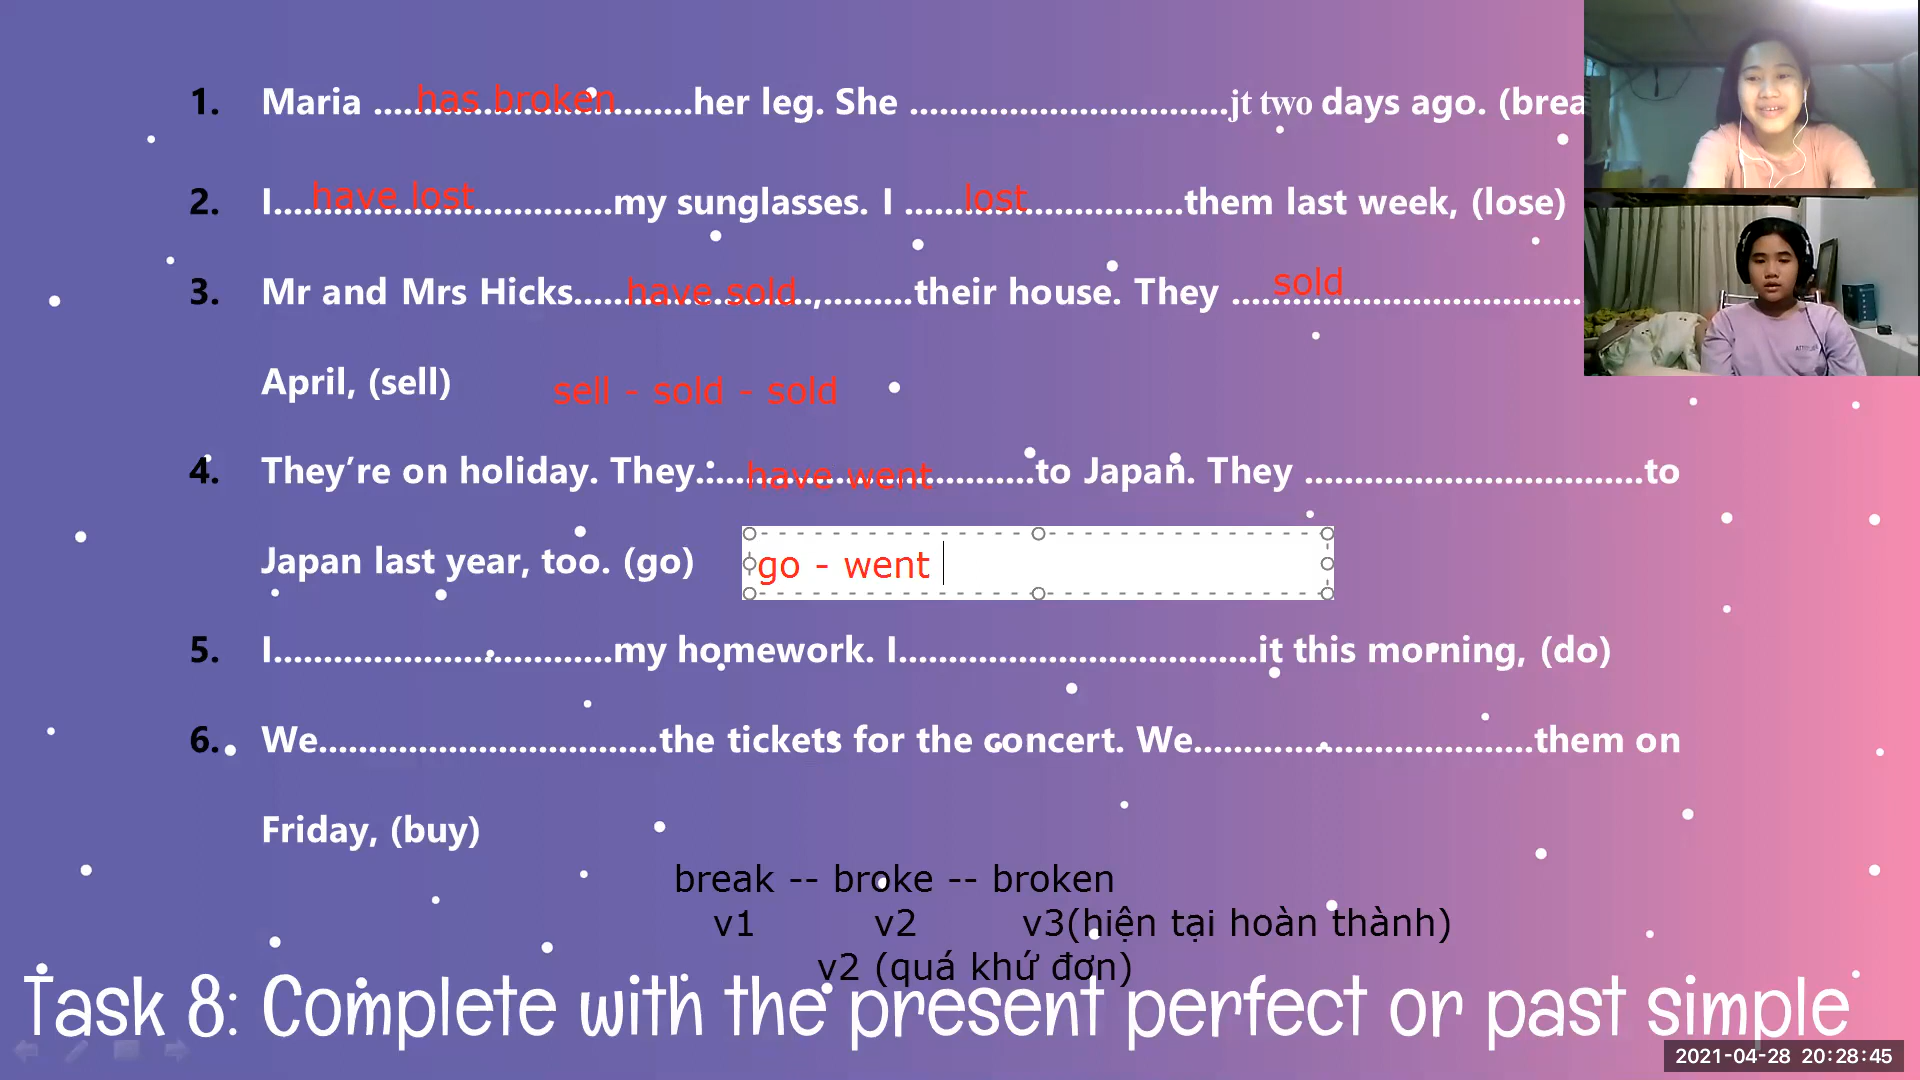 1. Maria ....has broken........her leg. She ................................jt two days ago. (brea
2. I....have lost..............my sunglasses. I ......lost................them last week, (lose)
3. Mr and Mrs Hicks.....have sold.,.........their house. They ....sold........................
April, (sell) sell - sold - sold
4. They’re on holiday. They.:...have went..........to Japan. They ..................................to
Japan last year, too. (go) go - went
5. I..................................my homework. I....................................it this morning, (do)
6. We..................................the tickets for the concert. We..................................them on
Friday, (buy)
break -- broke -- broken
v1 v2 v3(hiện tại hoàn thành)
v2 (quá khứ đơn)
Task 8: Complete with the present perfect or past simple
2021-04-28 20:28:45